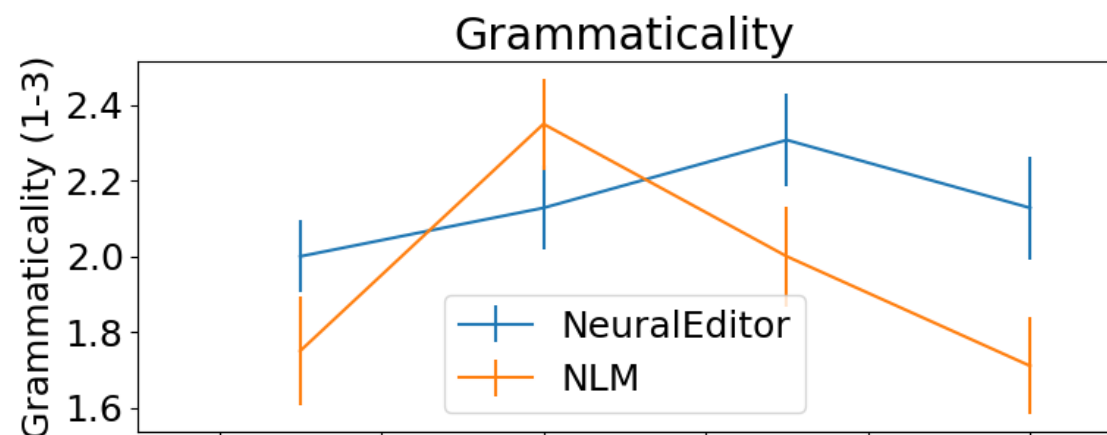 Grammaticality
Grammaticality (1-3)
2.4
2.2
2.0
1.8
1.6
NeuralEditor
NLM